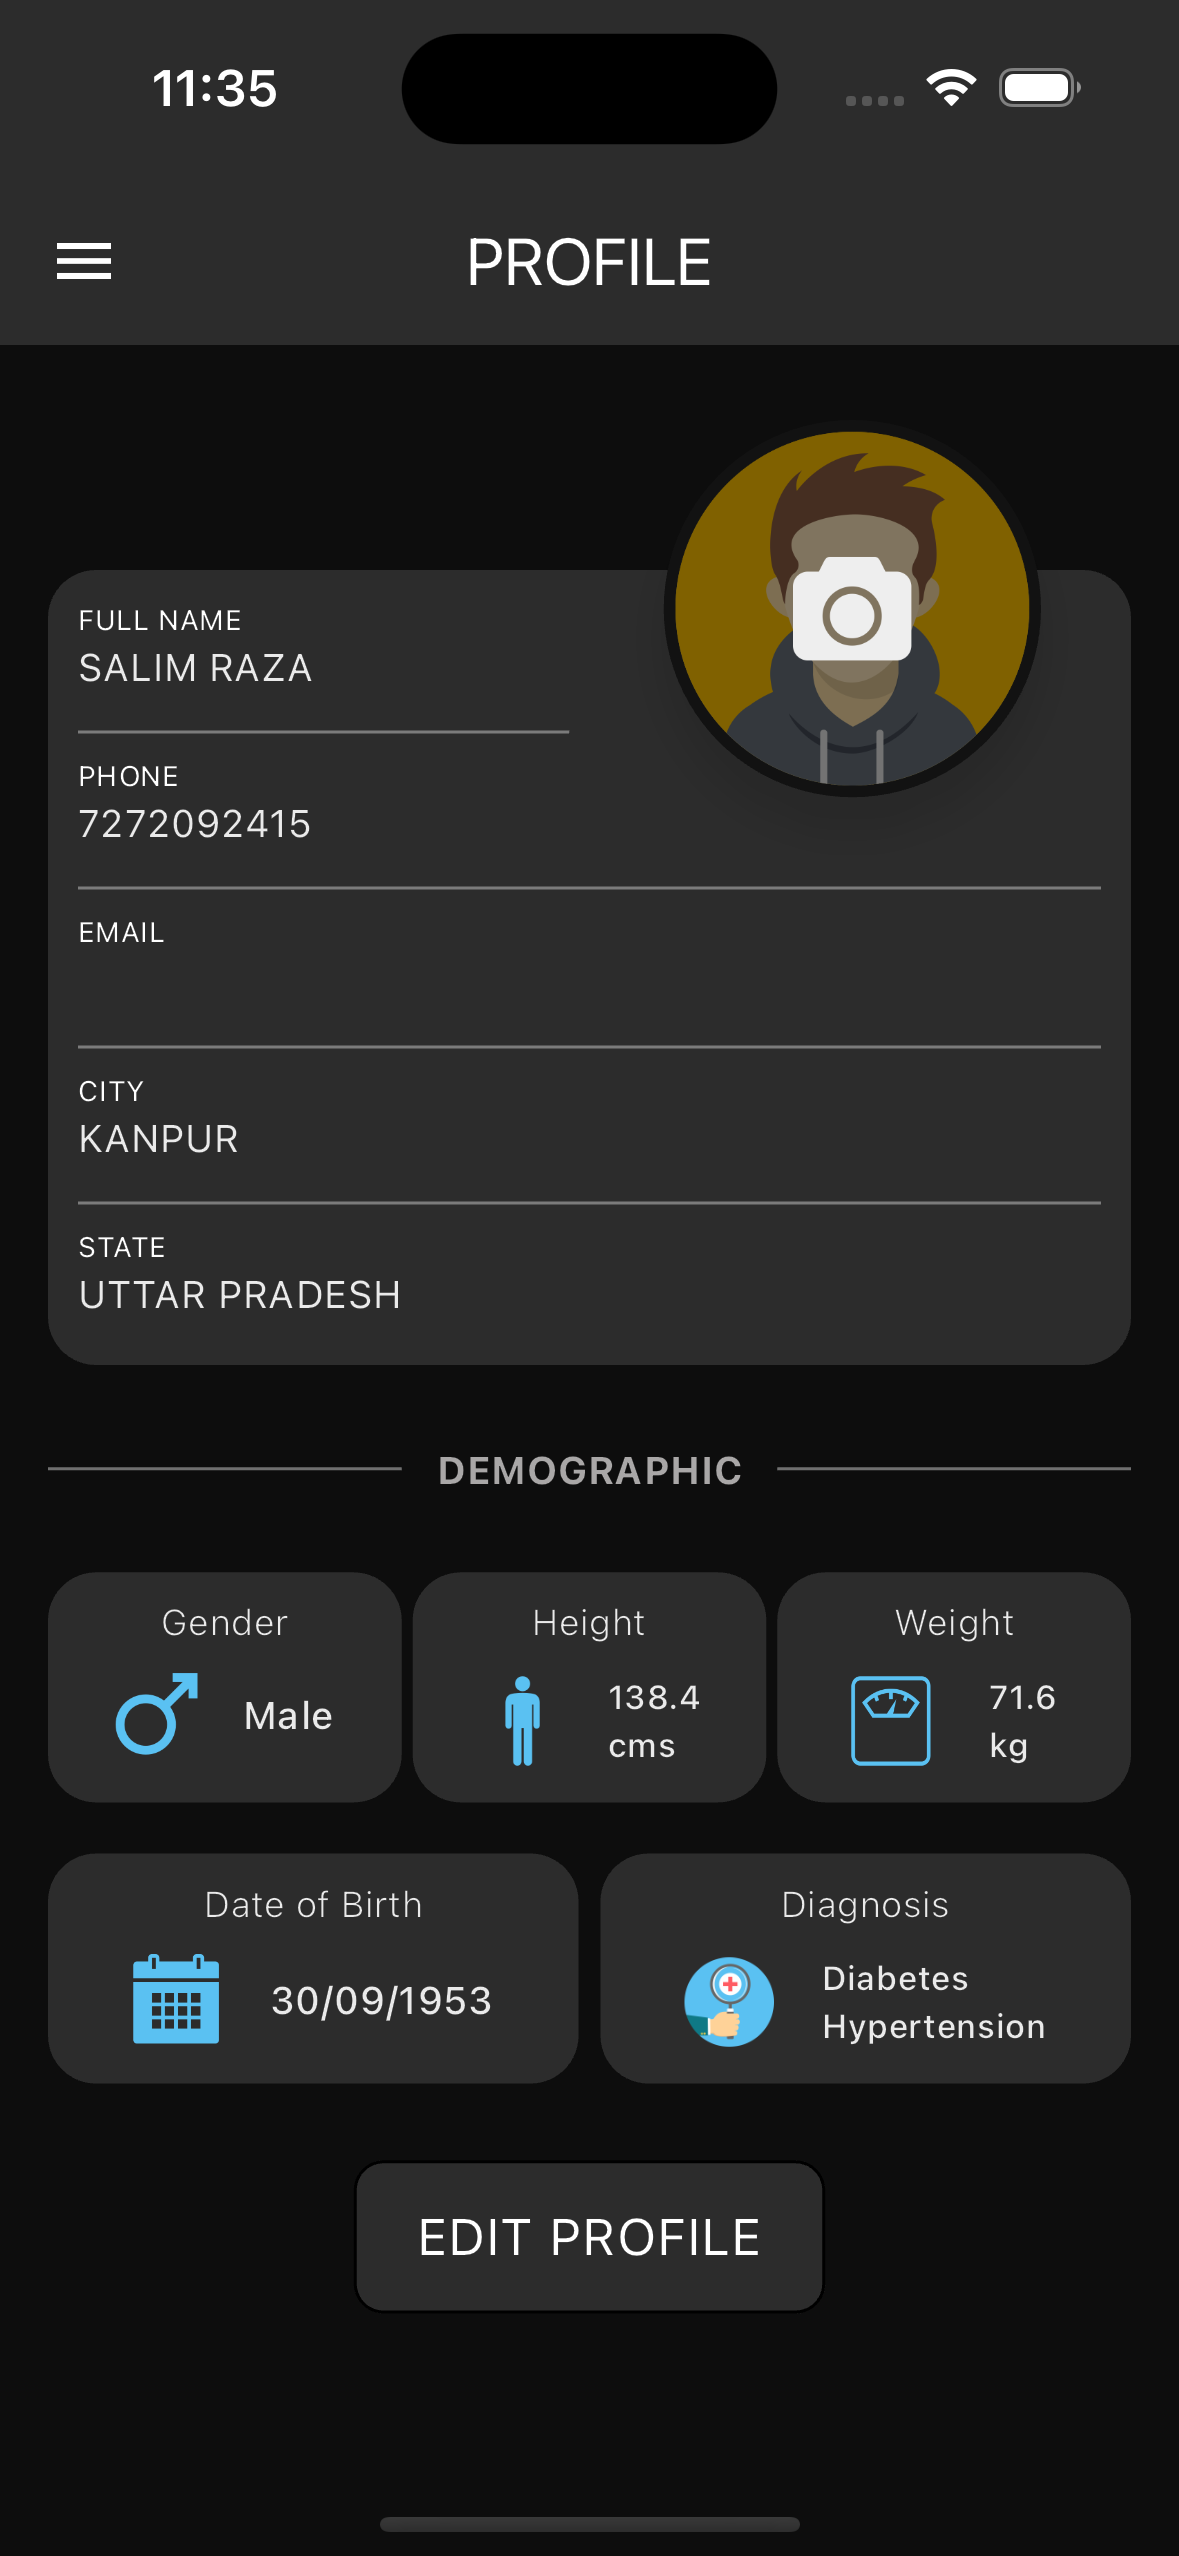 11:35
PROFILE
FULL NAME
SALIM RAZA
PHONE
7272092415
EMAIL
CITY
KANPUR
STATE
UTTAR PRADESH
DEMOGRAPHIC
Gender
Male
Height
138.4
cms
Weight
71.6
kg
Date of Birth
30/09/1953
Diagnosis
Diabetes
Hypertension
EDIT PROFILE